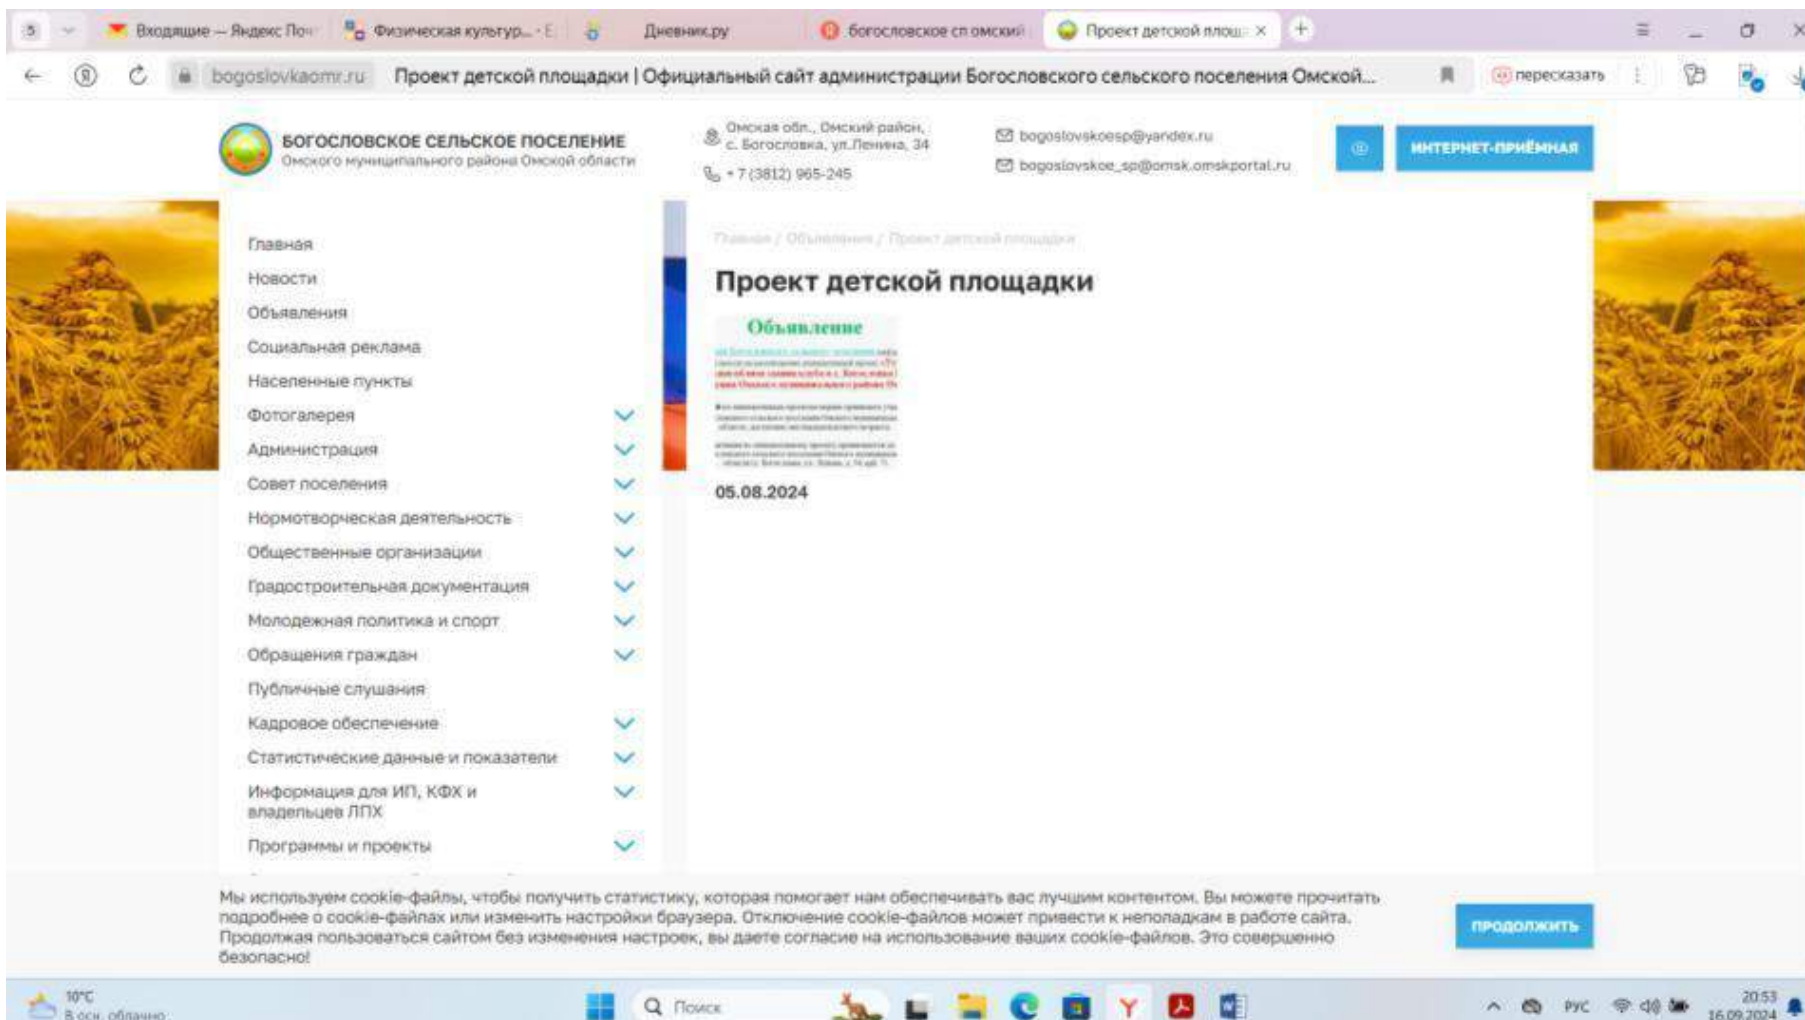 5
Входящие — Яндекс Поч
Физическая культур... - Е
Дневник.ру
богословское сп омский
Проект детской площ
bogoslovkaomr.ru
Проект детской площадки | Официальный сайт администрации Богословского сельского поселения Омской...
пересказать
БОГОСЛОВСКОЕ СЕЛЬСКОЕ ПОСЕЛЕНИЕ
Омского муниципального района Омской области
Омская обл., Омский район,
с. Богословка, ул.Ленина, 34
+ 7 (3812) 965-245
bogoslovskoesp@yandex.ru
bogoslovskoe_sp@omsk.omskportal.ru
ИНТЕРНЕТ-ПРИЁМНАЯ
Главная
Новости
Объявления
Социальная реклама
Населенные пункты
Фотогалерея
Администрация
Совет поселения
Нормотворческая деятельность
Общественные организации
Градостроительная документация
Молодежная политика и спорт
Обращения граждан
Публичные слушания
Кадровое обеспечение
Статистические данные и показатели
Информация для ИП, КФХ и
владельцев ЛПХ
Программы и проекты
Главная / Объявления / Проект детской площадки
Проект детской площадки
Объявление
05.08.2024
Мы используем cookie-файлы, чтобы получить статистику, которая помогает нам обеспечивать вас лучшим контентом. Вы можете прочитать
подробнее о cookie-файлах или изменить настройки браузера. Отключение cookie-файлов может привести к неполадкам в работе сайта.
Продолжая пользоваться сайтом без изменения настроек, вы даете согласие на использование ваших cookie-файлов. Это совершенно
безопасно!
ПРОДОЛЖИТЬ
10°C
В осн. облачно
Поиск
РУС
20:53
16.09.2024